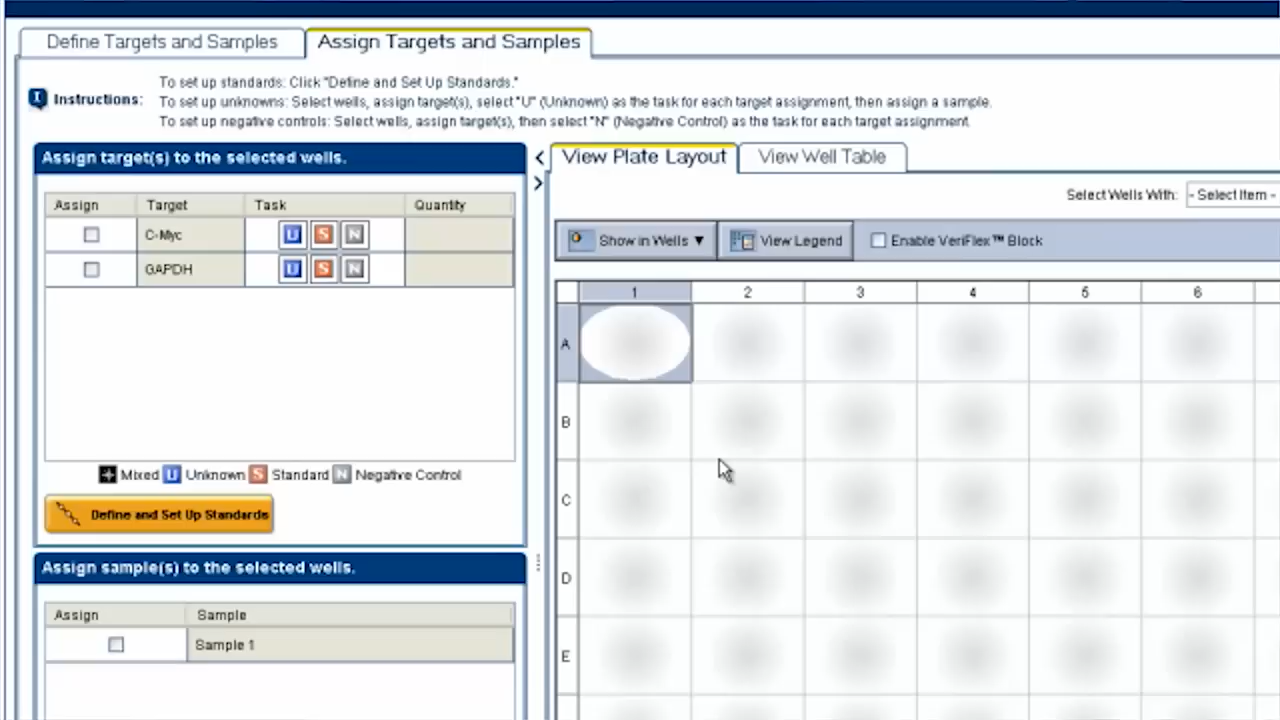 Define Targets and Samples
Assign Targets and Samples
Instructions:
To set up standards: Click "Define and Set Up Standards."
To set up unknowns: Select wells, assign target(s), select "U" (Unknown) as the task for each target assignment, then assign a sample.
To set up negative controls: Select wells, assign target(s), then select "N" (Negative Control) as the task for each target assignment.
Assign target(s) to the selected wells.
Assign Target Task Quantity
C-Myc U S N
GAPDH U S N
Mixed U Unknown S Standard N Negative Control
Define and Set Up Standards
Assign sample(s) to the selected wells.
Assign Sample
Sample 1
View Plate Layout
View Well Table
Select Wells With: - Select Item -
Show in Wells ▼ View Legend Enable VeriFlex™ Block
1 2 3 4 5 6
A
B
C
D
E